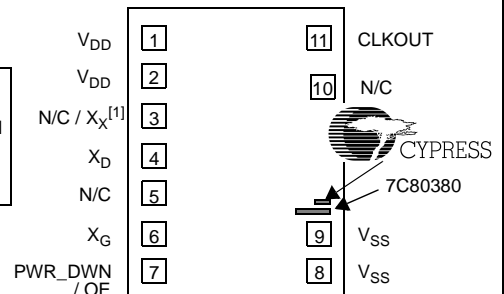 V_DD 1 11 CLKOUT
V_DD 2 10 N/C
N/C / X_X[1] 3
CYPRESS
X_D 4
7C80380
N/C 5
X_G 6 9 V_SS
PWR_DWN 7 8 V_SS
/ OE